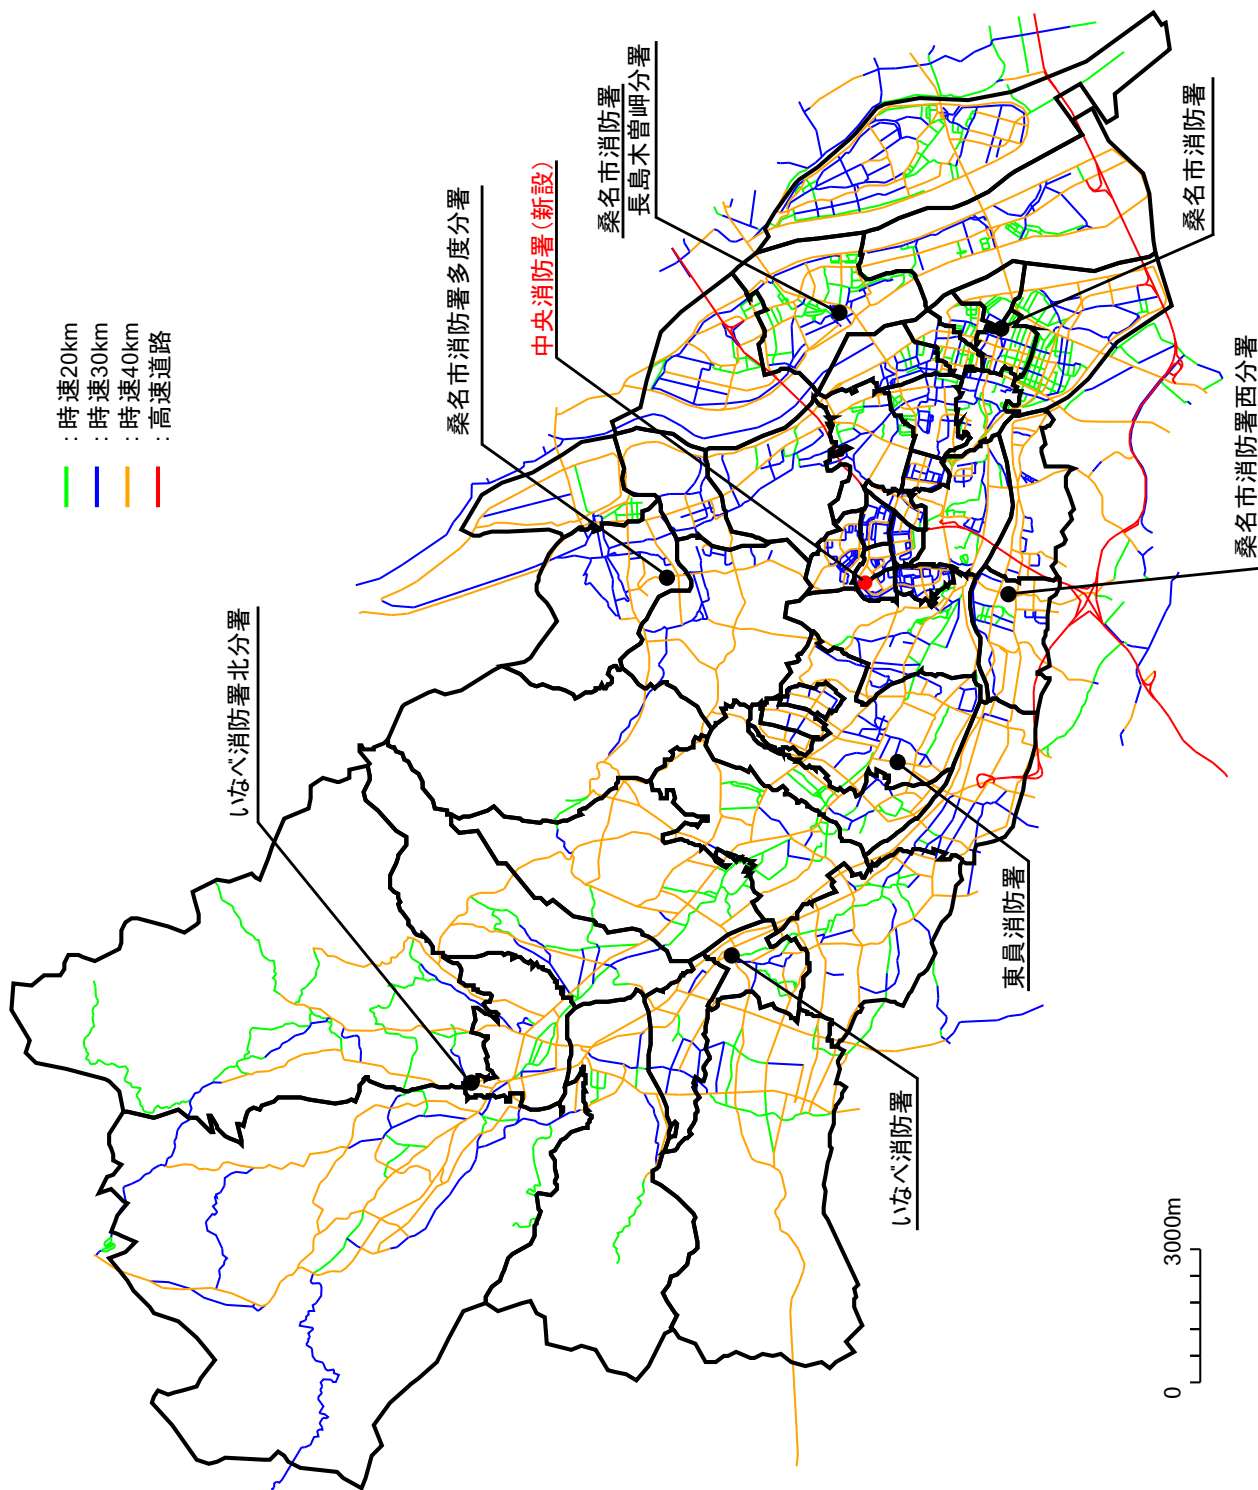 ：時速20km
：時速30km
：時速40km
：高速道路
いなべ消防署北分署
桑名市消防署多度分署
中央消防署（新設）
桑名市消防署
長島木曽岬分署
桑名市消防署
桑名市消防署西分署
東員消防署
いなべ消防署
0 3000m